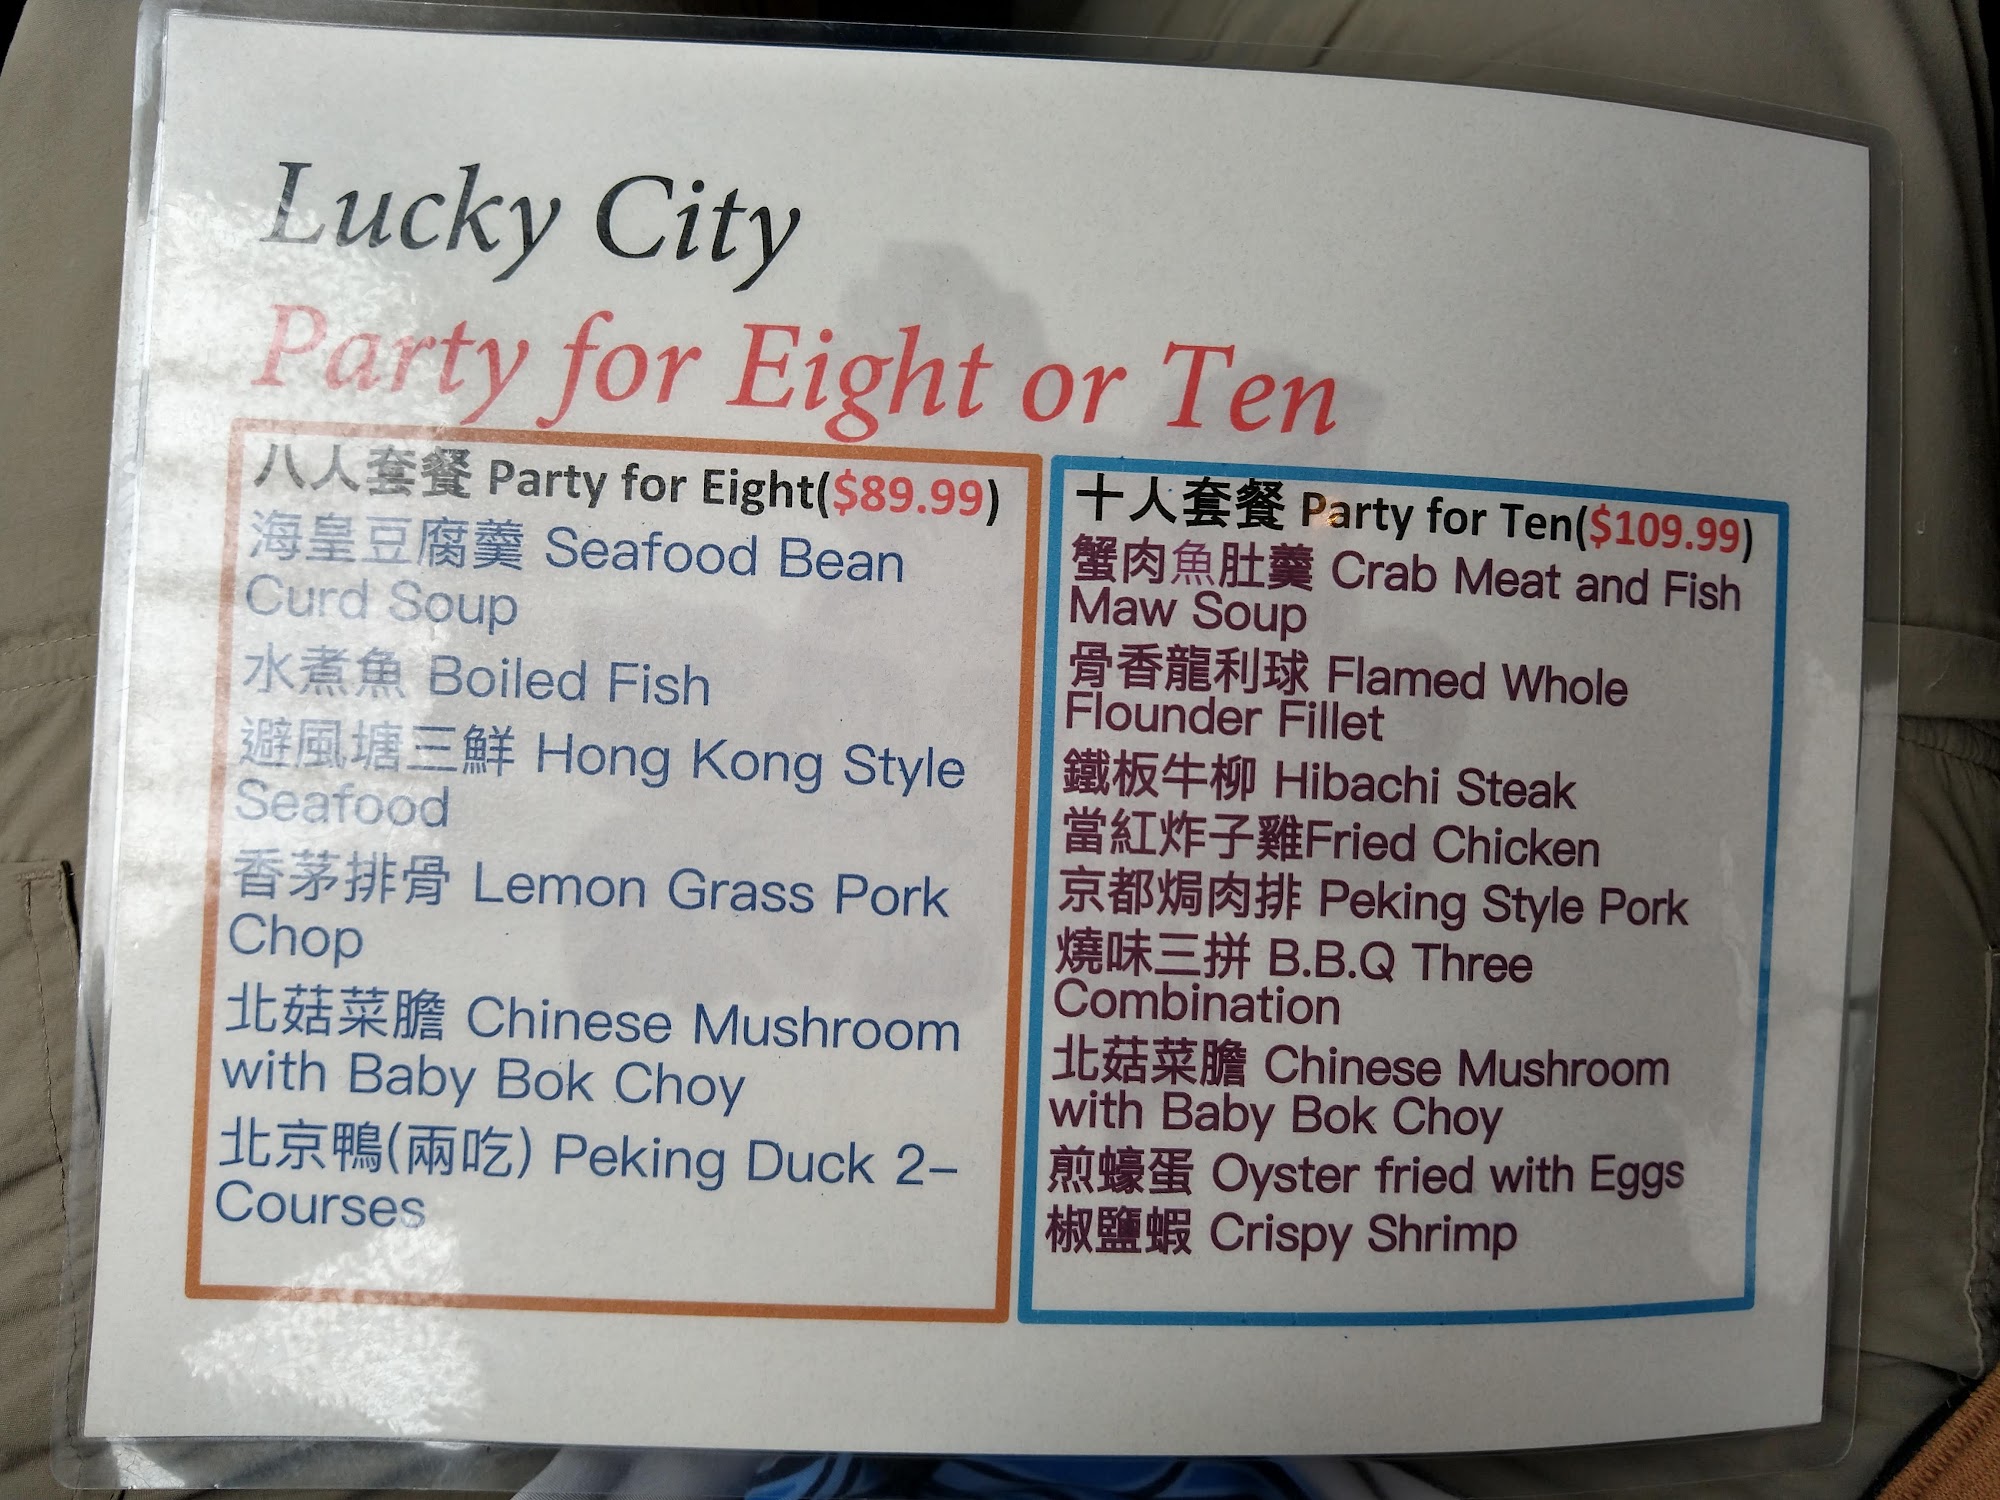 Lucky City
Party for Eight or Ten
八人套餐 Party for Eight($89.99)
海皇豆腐羹 Seafood Bean
Curd Soup
水煮魚 Boiled Fish
避風塘三鮮 Hong Kong Style
Seafood
香茅排骨 Lemon Grass Pork
Chop
北菇菜膽 Chinese Mushroom
with Baby Bok Choy
北京鴨(兩吃) Peking Duck 2-
Courses
十人套餐 Party for Ten($109.99)
蟹肉魚肚羹 Crab Meat and Fish
Maw Soup
骨香龍利球 Flamed Whole
Flounder Fillet
鐵板牛柳 Hibachi Steak
當紅炸子雞Fried Chicken
京都焗肉排 Peking Style Pork
燒味三拼 B.B.Q Three
Combination
北菇菜膽 Chinese Mushroom
with Baby Bok Choy
煎蠔蛋 Oyster fried with Eggs
椒鹽蝦 Crispy Shrimp